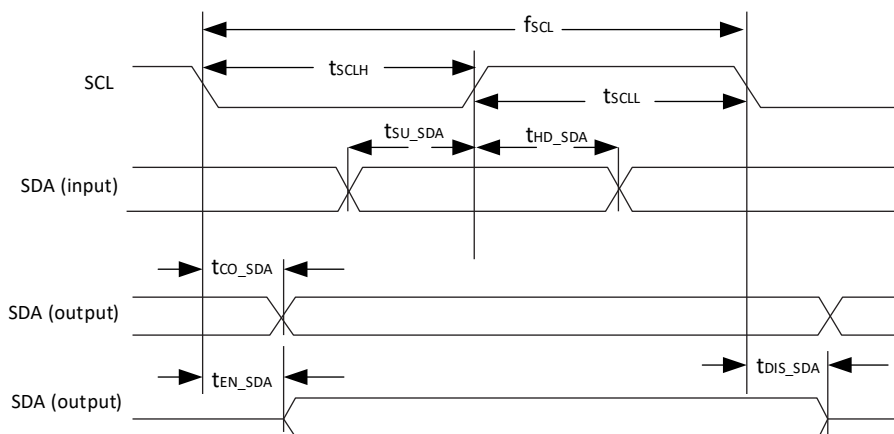 fSCL
SCL
tSCLH
tSCLL
tSU_SDA
tHD_SDA
SDA (input)
tCO_SDA
SDA (output)
tEN_SDA
tDIS_SDA
SDA (output)